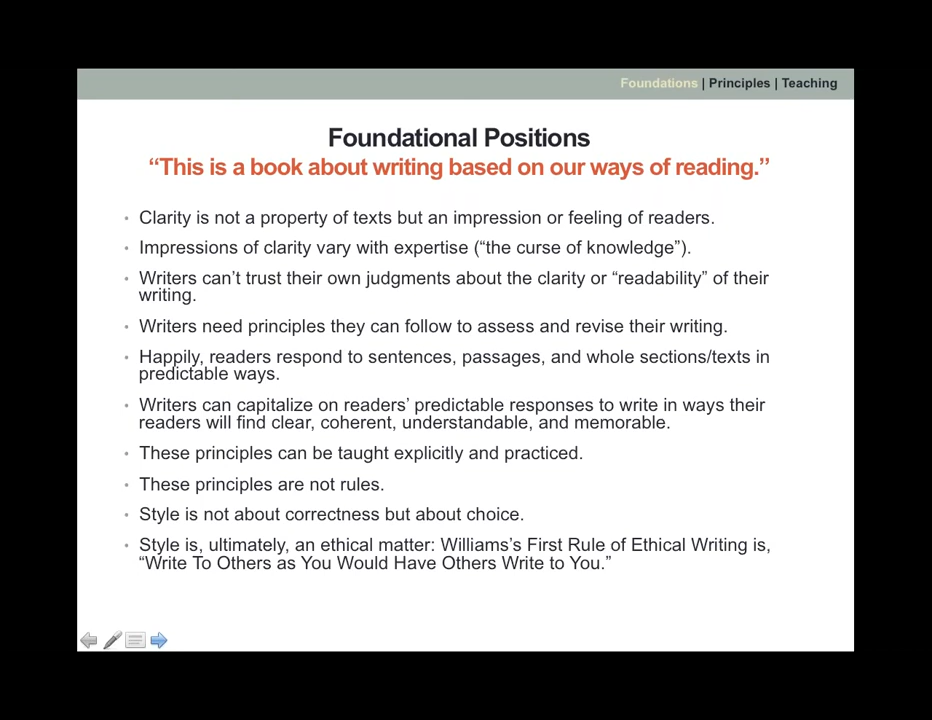 Foundations | Principles | Teaching
Foundational Positions
“This is a book about writing based on our ways of reading.”
• Clarity is not a property of texts but an impression or feeling of readers.
• Impressions of clarity vary with expertise (“the curse of knowledge”).
• Writers can’t trust their own judgments about the clarity or “readability” of their
writing.
• Writers need principles they can follow to assess and revise their writing.
• Happily, readers respond to sentences, passages, and whole sections/texts in
predictable ways.
• Writers can capitalize on readers’ predictable responses to write in ways their
readers will find clear, coherent, understandable, and memorable.
• These principles can be taught explicitly and practiced.
• These principles are not rules.
• Style is not about correctness but about choice.
• Style is, ultimately, an ethical matter: Williams’s First Rule of Ethical Writing is,
“Write To Others as You Would Have Others Write to You.”